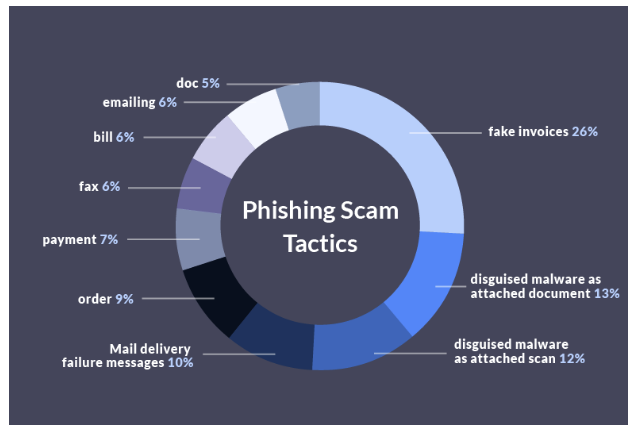 Phishing Scam
Tactics
fake invoices 26%
disguised malware as
attached document 13%
disguised malware
as attached scan 12%
Mail delivery
failure messages 10%
order 9%
payment 7%
fax 6%
bill 6%
emailing 6%
doc 5%